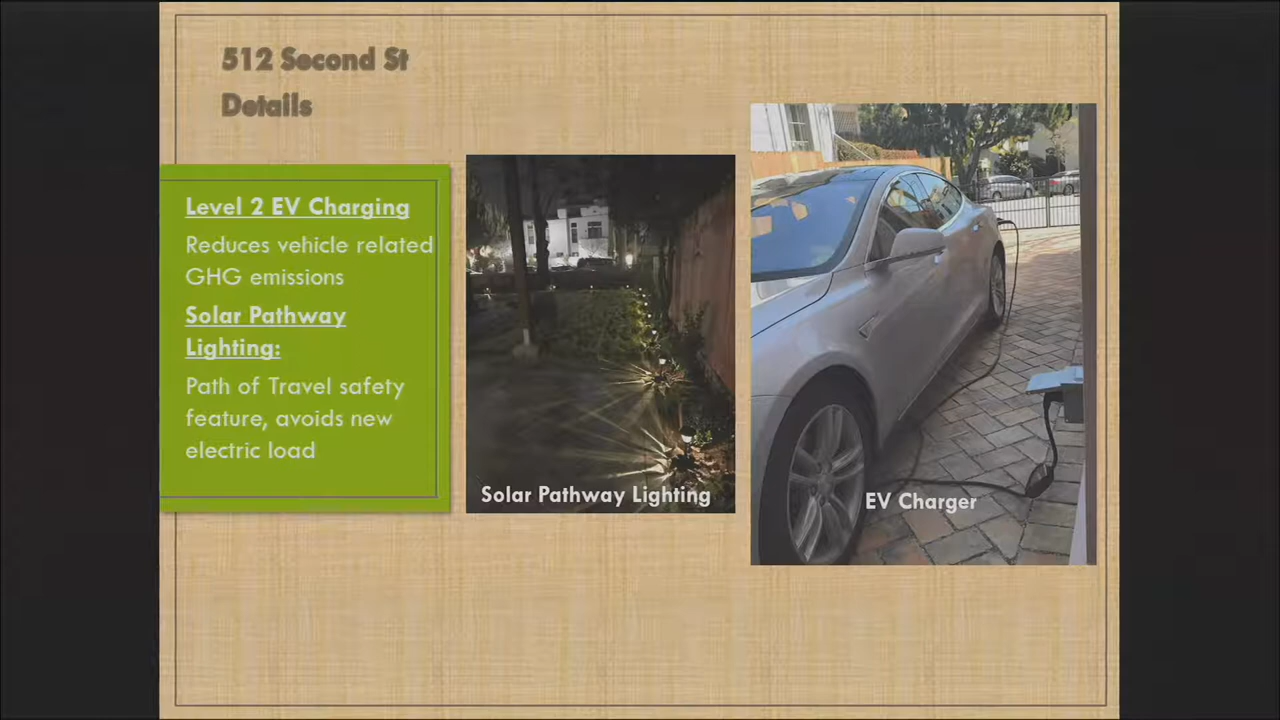 512 Second St
Details
Level 2 EV Charging
Reduces vehicle related
GHG emissions
Solar Pathway
Lighting:
Path of Travel safety
feature, avoids new
electric load
Solar Pathway Lighting
EV Charger